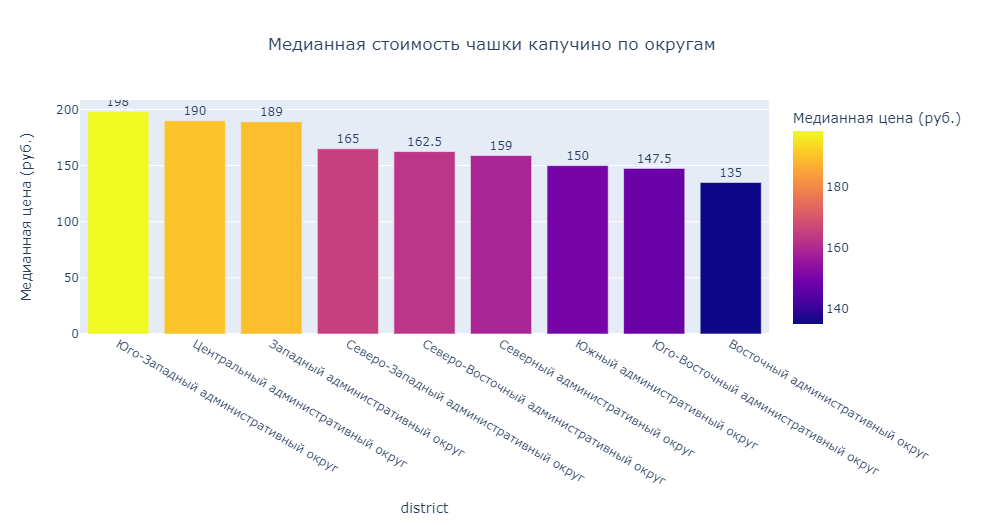 Медианная стоимость чашки капучино по округам
Медианная цена (руб.)
200
150
100
50
0
198
190
189
165
162.5
159
150
147.5
135
Юго-Западный административный округ
Центральный административный округ
Западный административный округ
Северо-Западный административный округ
Северо-Восточный административный округ
Северный административный округ
Южный административный округ
Юго-Восточный административный округ
Восточный административный округ
district
Медианная цена (руб.)
180
160
140